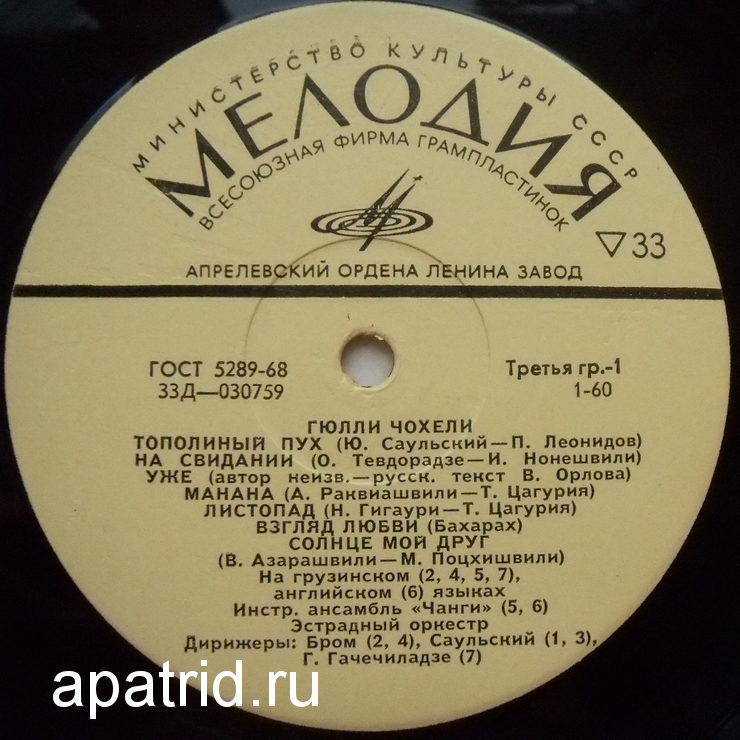 МИНИСТЕРСТВО КУЛЬТУРЫ СССР
МЕЛОДИЯ
ВСЕСОЮЗНАЯ ФИРМА ГРАМПЛАСТИНОК
▽33
АПРЕЛЕВСКИЙ ОРДЕНА ЛЕНИНА ЗАВОД
ГОСТ 5289-68
Третья гр.-1
33Д—030759
1-60
ГЮЛЛИ ЧОХЕЛИ
ТОПОЛИНЫЙ ПУХ (Ю. Саульский—П. Леонидов)
НА СВИДАНИИ (О. Тевдорадзе—И. Нонешвили)
УЖЕ (автор неизв.—русск. текст В. Орлова)
МАНАНА (А. Раквиашвили—Т. Цагурия)
ЛИСТОПАД (Н. Гигаури—Т. Цагурия)
ВЗГЛЯД ЛЮБВИ (Бахарах)
СОЛНЦЕ МОЙ ДРУГ
(В. Азарашвили—М. Поцхишвили)
На грузинском (2, 4, 5, 7),
английском (6) языках
Инстр. ансамбль «Чанги» (5, 6)
Эстрадный оркестр
Дирижеры: Бром (2, 4), Саульский (1, 3),
Г. Гачечиладзе (7)
apatrid.ru